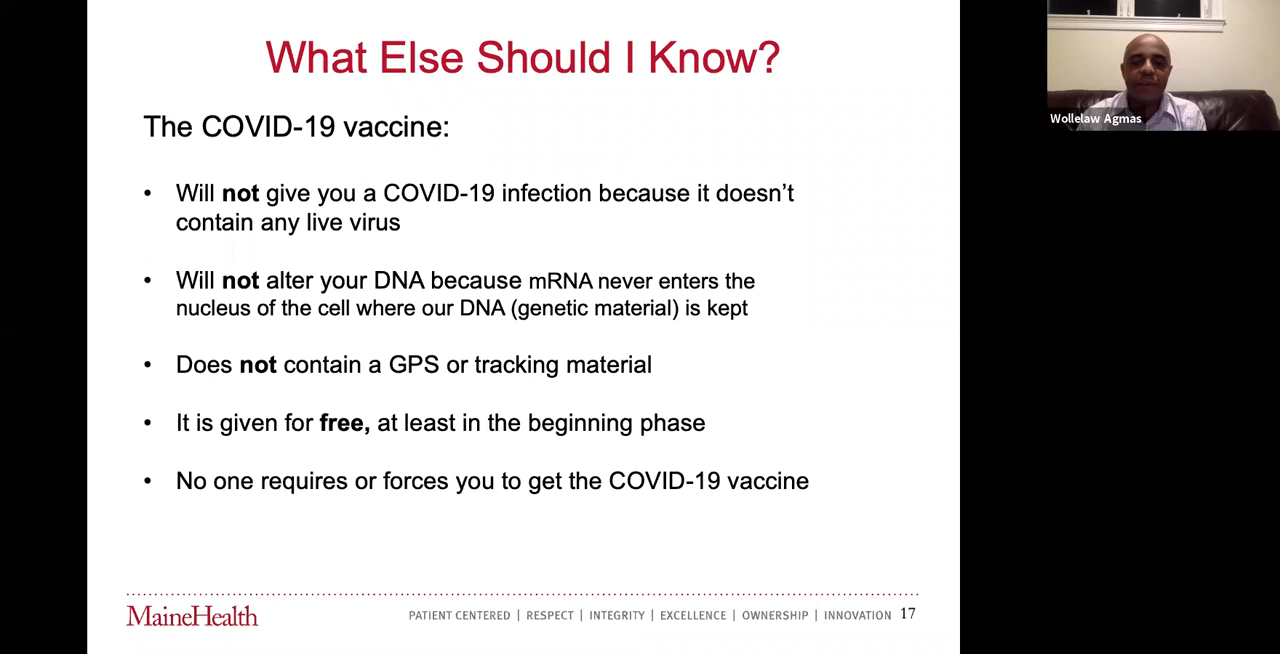 What Else Should I Know?
Wollelaw Agmas
The COVID-19 vaccine:
• Will not give you a COVID-19 infection because it doesn’t
contain any live virus
• Will not alter your DNA because mRNA never enters the
nucleus of the cell where our DNA (genetic material) is kept
• Does not contain a GPS or tracking material
• It is given for free, at least in the beginning phase
• No one requires or forces you to get the COVID-19 vaccine
MaineHealth
PATIENT CENTERED | RESPECT | INTEGRITY | EXCELLENCE | OWNERSHIP | INNOVATION 17